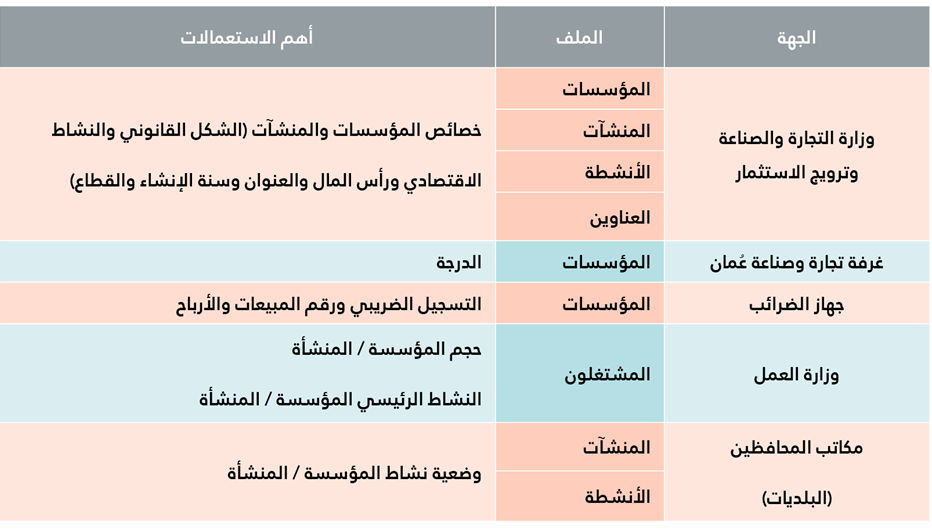 الجهة
الملف
أهم الاستعمالات
وزارة التجارة والصناعة
وترويج الاستثمار
المؤسسات
المنشآت
الأنشطة
العناوين
خصائص المؤسسات والمنشآت (الشكل القانوني والنشاط
الاقتصادي ورأس المال والعنوان وسنة الإنشاء والقطاع)
غرفة تجارة وصناعة عُمان
المؤسسات
الدرجة
جهاز الضرائب
المؤسسات
التسجيل الضريبي ورقم المبيعات والأرباح
وزارة العمل
المشتغلون
حجم المؤسسة / المنشأة
النشاط الرئيسي المؤسسة / المنشأة
مكاتب المحافظين
(البلديات)
المنشآت
الأنشطة
وضعية نشاط المؤسسة / المنشأة